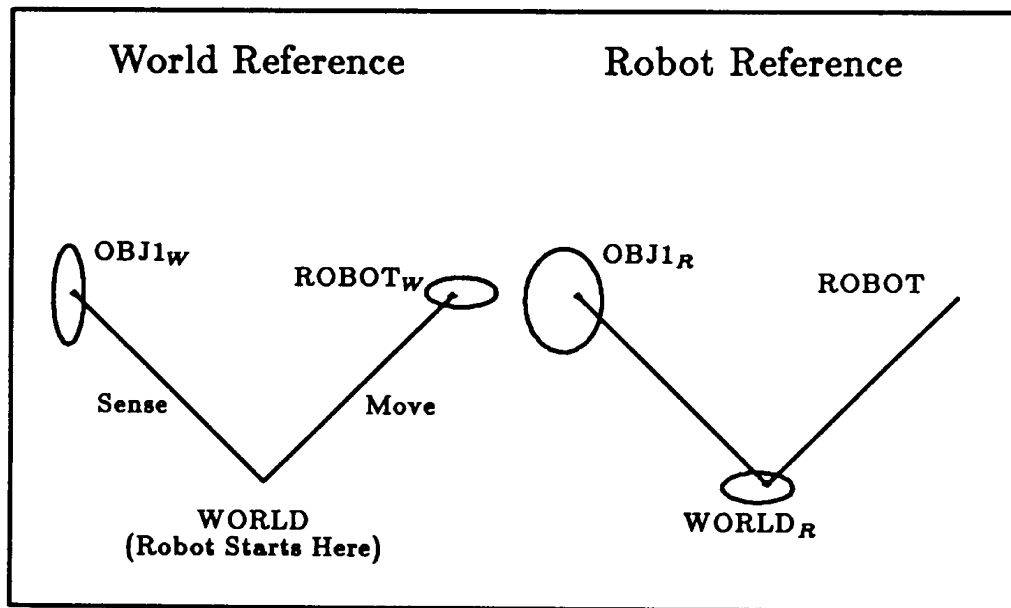 World Reference
Robot Reference
OBJ1W
ROBOTW
OBJ1R
ROBOT
Sense
Move
WORLD
(Robot Starts Here)
WORLDR